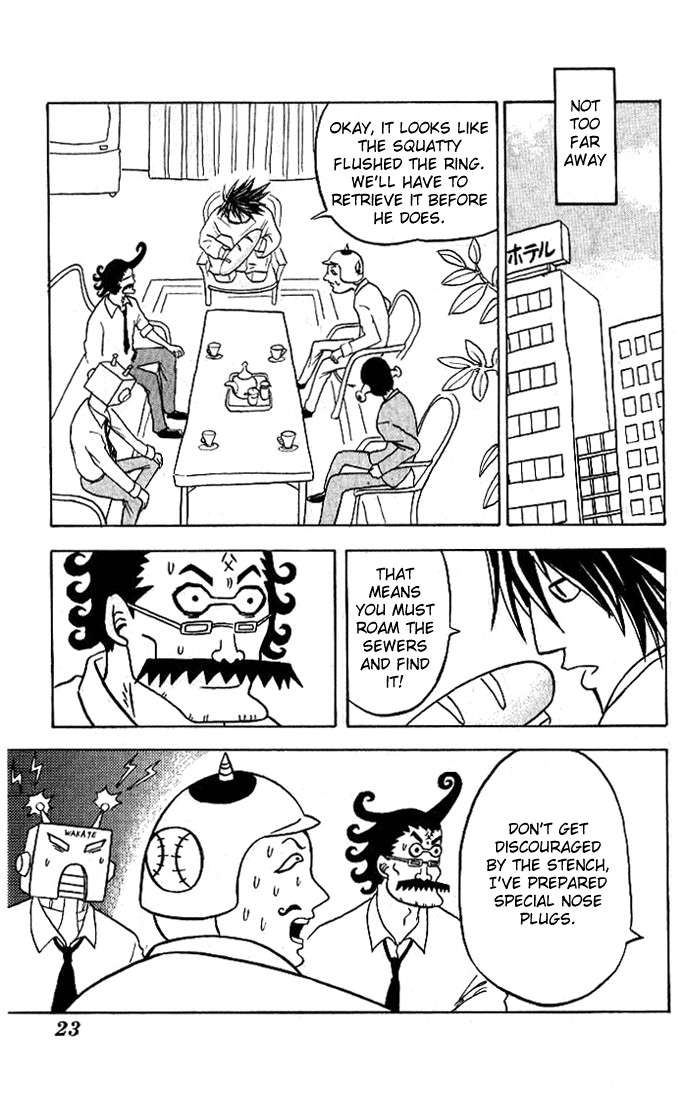 NOT
TOO
FAR
AWAY
ホテル
OKAY, IT LOOKS LIKE
THE SQUATTY
FLUSHED THE RING.
WE'LL HAVE TO
RETRIEVE IT BEFORE
HE DOES.
THAT
MEANS
YOU MUST
ROAM THE
SEWERS
AND FIND
IT!
DON'T GET
DISCOURAGED
BY THE STENCH,
I'VE PREPARED
SPECIAL NOSE
PLUGS.
WAKATE
23